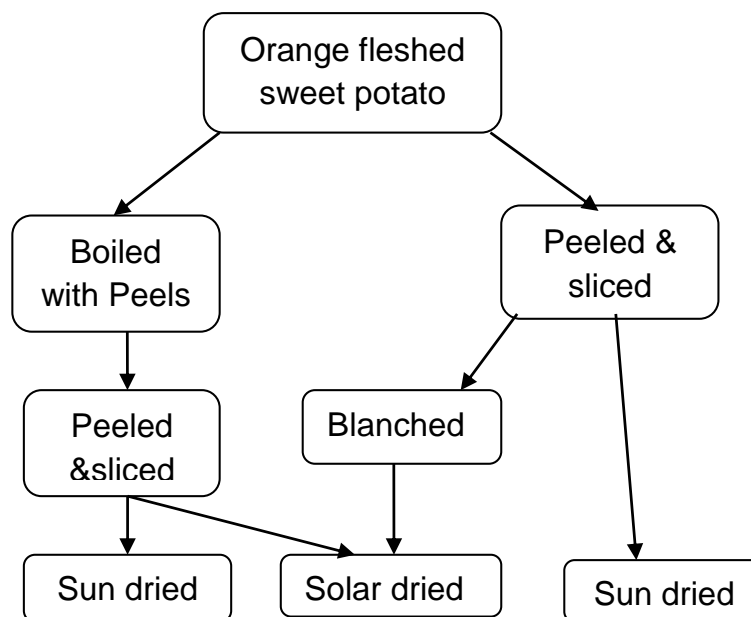 Orange fleshed
sweet potato
Boiled
with Peels
Peeled &
sliced
Peeled
&sliced
Blanched
Sun dried
Solar dried
Sun dried